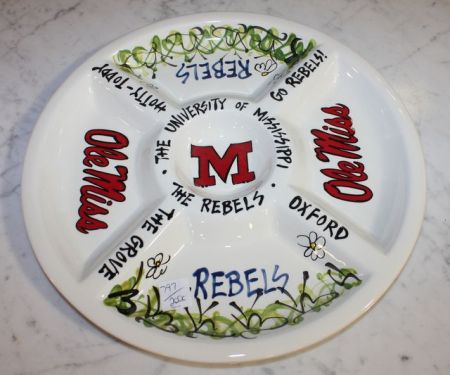 REBELS
HOTTY-TODDY
GO REBELS!
THE UNIVERSITY OF MISSISSIPPI
Ole Miss
M
Ole Miss
• THE REBELS •
THE GROVE
OXFORD
REBELS